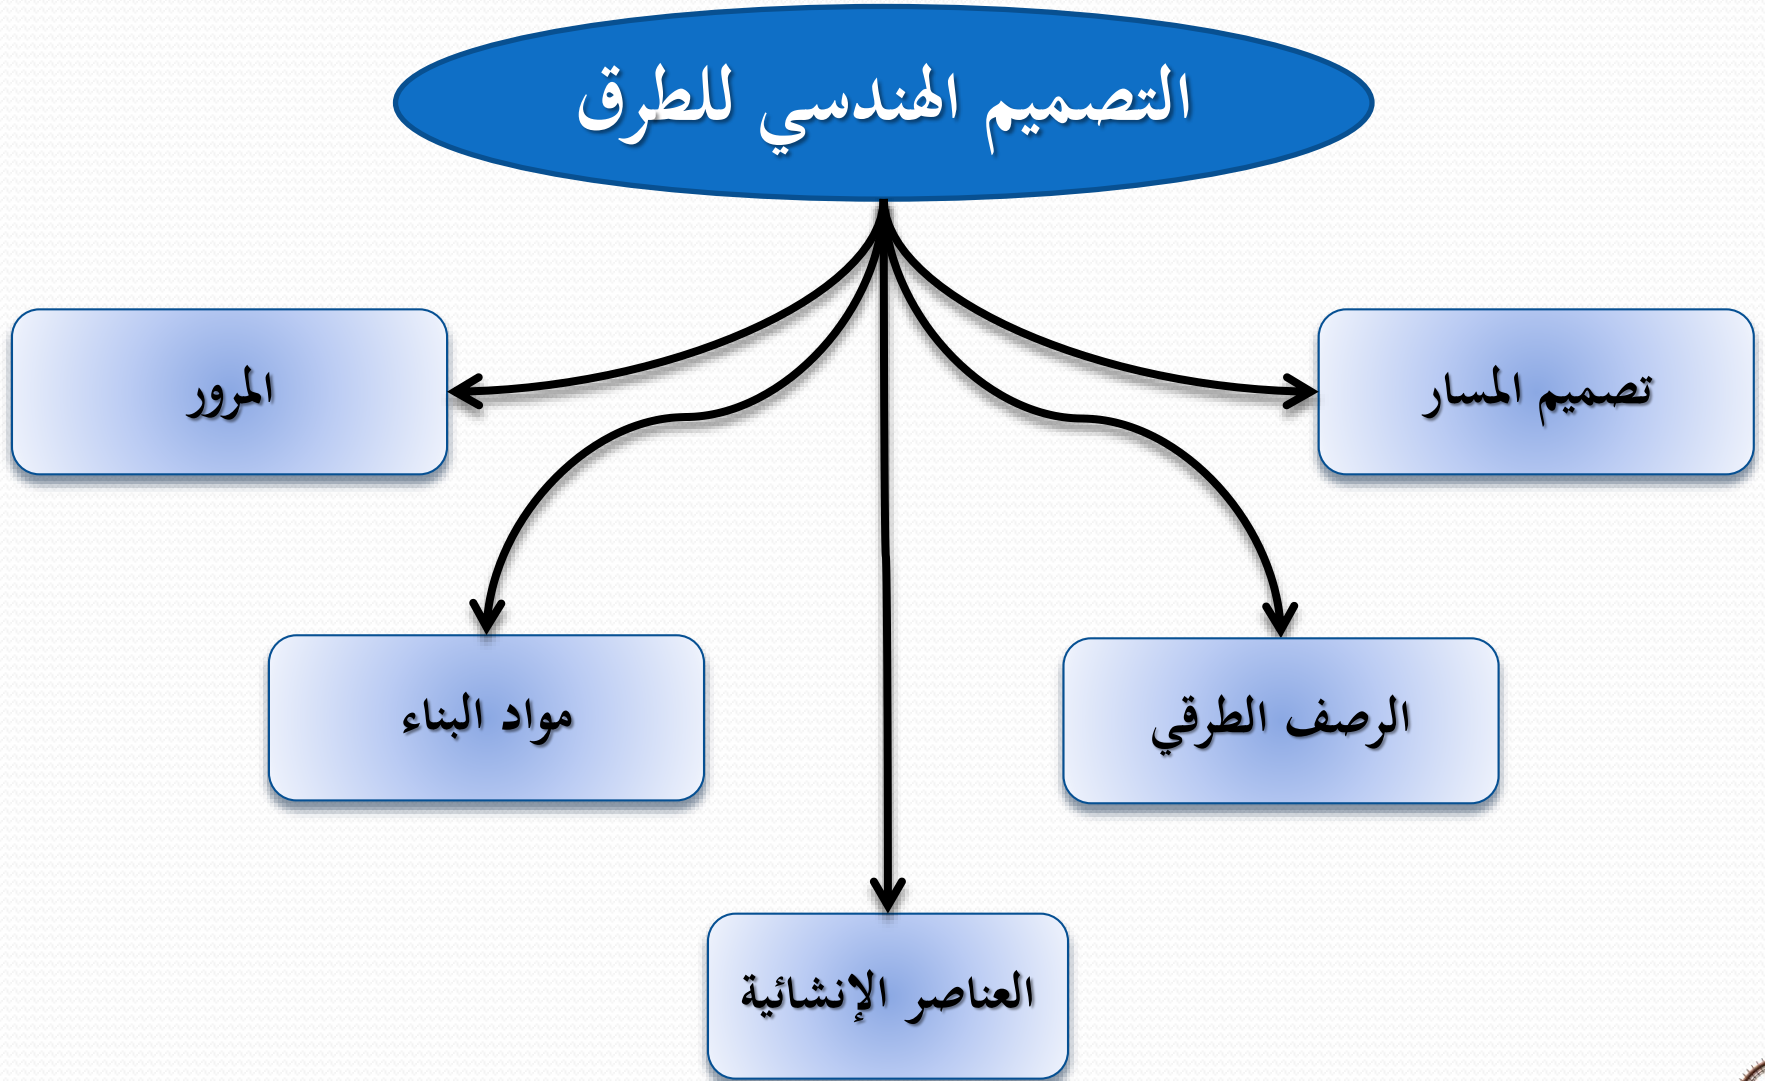 التصميم الهندسي للطرق
تصميم المسار
المرور
الرصف الطرقي
مواد البناء
العناصر الإنشائية